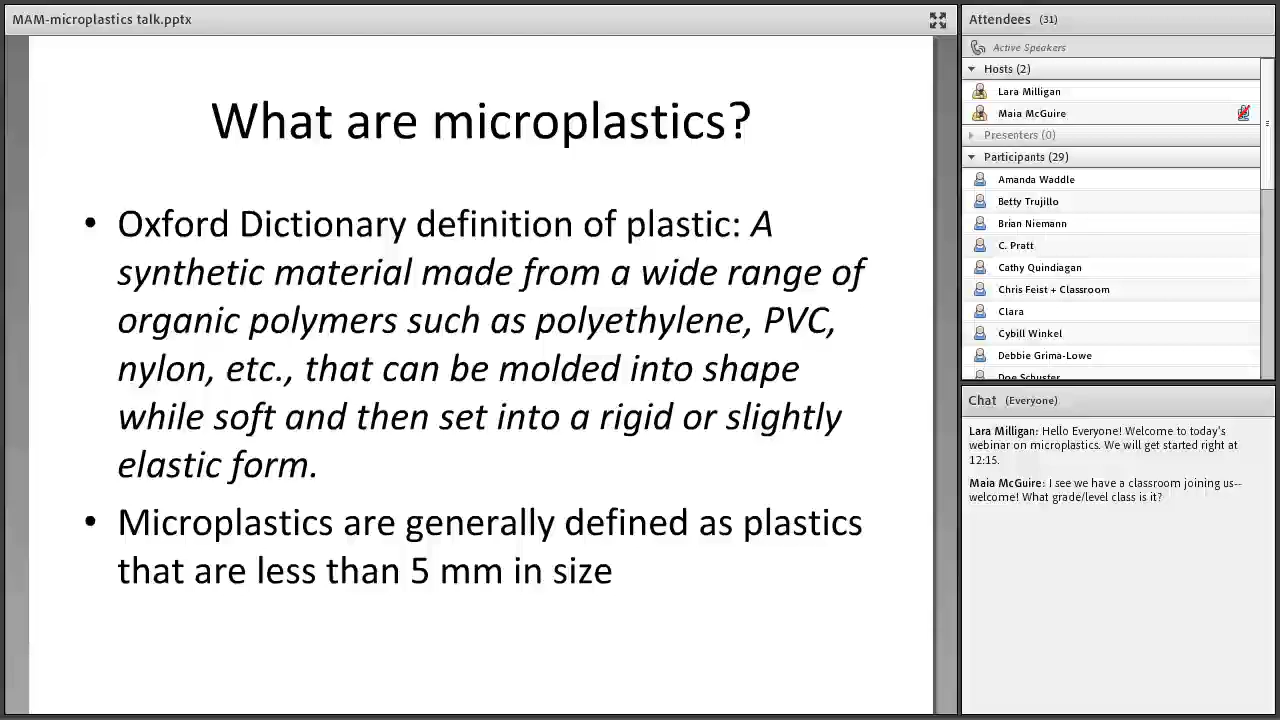 MAM-microplastics talk.pptx
What are microplastics?
• Oxford Dictionary definition of plastic: A
synthetic material made from a wide range of
organic polymers such as polyethylene, PVC,
nylon, etc., that can be molded into shape
while soft and then set into a rigid or slightly
elastic form.
• Microplastics are generally defined as plastics
that are less than 5 mm in size
Attendees (31)
Active Speakers
Hosts (2)
Lara Milligan
Maia McGuire
Presenters (0)
Participants (29)
Amanda Waddle
Betty Trujillo
Brian Niemann
C. Pratt
Cathy Quindiagan
Chris Feist + Classroom
Clara
Cybill Winkel
Debbie Grima-Lowe
Doe Schuster
Chat (Everyone)
Lara Milligan: Hello Everyone! Welcome to today's
webinar on microplastics. We will get started right at
12:15.
Maia McGuire: I see we have a classroom joining us--
welcome! What grade/level class is it?